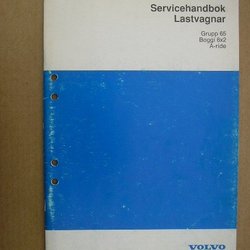 Servicehandbok
Lastvagnar
Grupp 65
Boggi 6x2
A-ride
VOLVO